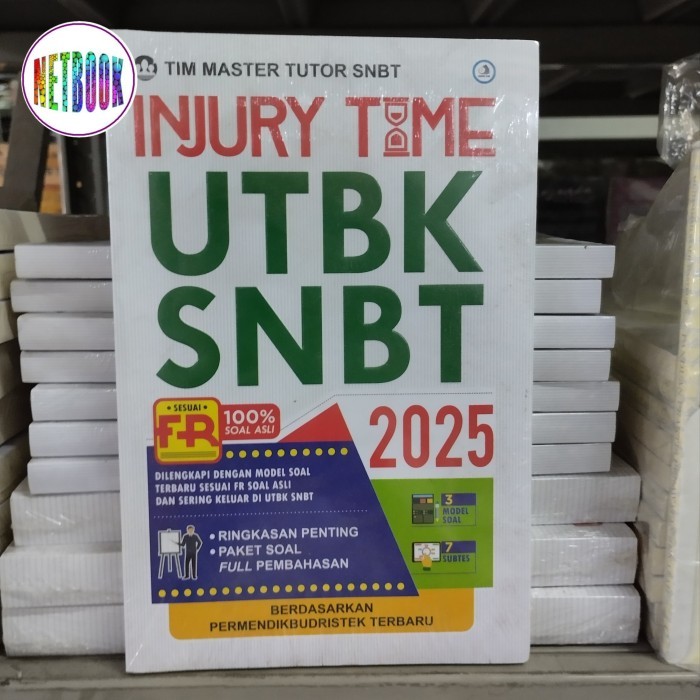 NETBOOK
TIM MASTER TUTOR SNBT
INJURY TIME
UTBK
SNBT
2025
• SESUAI •
FR
100%
SOAL ASLI
DILENGKAPI DENGAN MODEL SOAL
TERBARU SESUAI FR SOAL ASLI
DAN SERING KELUAR DI UTBK SNBT
• RINGKASAN PENTING
• PAKET SOAL
FULL PEMBAHASAN
3
MODEL
SOAL
7
SUBTES
BERDASARKAN
PERMENDIKBUDRISTEK TERBARU